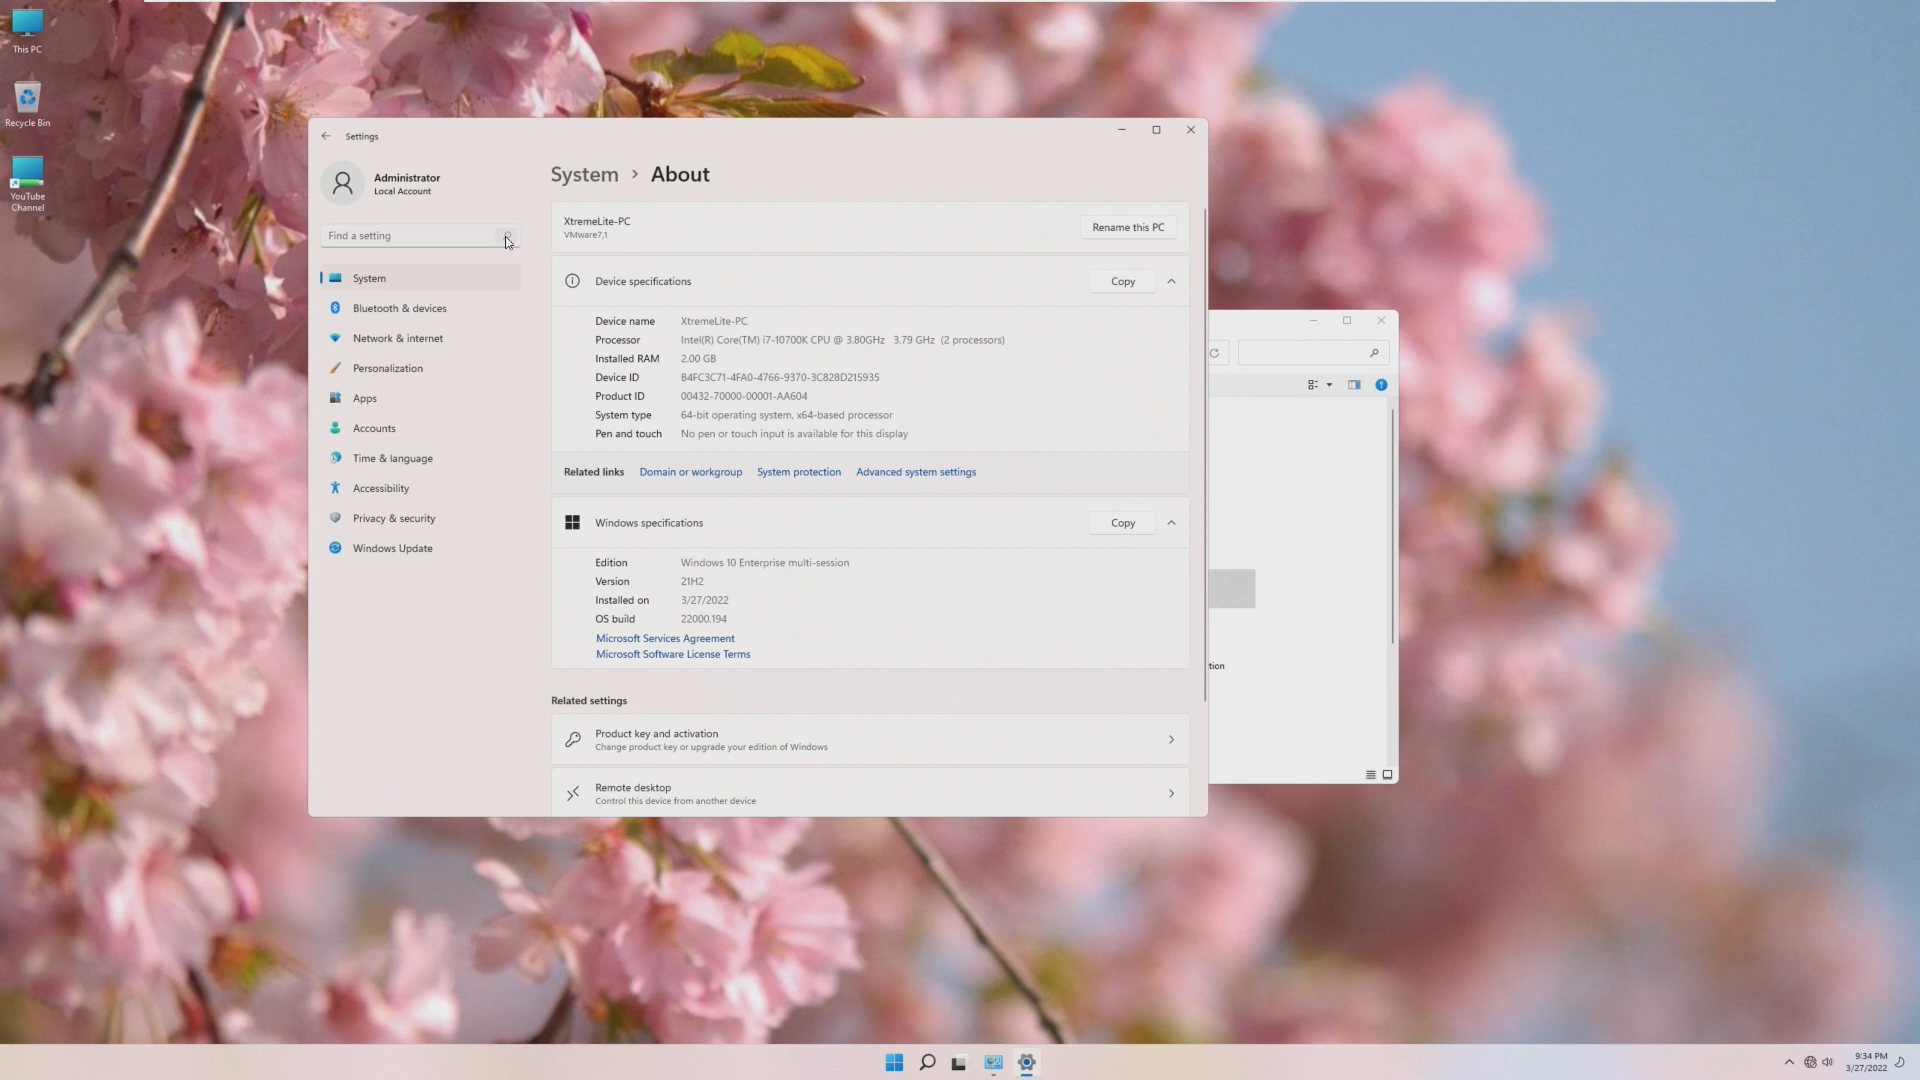 This PC
Recycle Bin
YouTube
Channel
Settings
Administrator
Local Account
Find a setting
System
Bluetooth & devices
Network & internet
Personalization
Apps
Accounts
Time & language
Accessibility
Privacy & security
Windows Update
System › About
XtremeLite-PC
VMware7,1
Rename this PC
Device specifications
Copy
Device name XtremeLite-PC
Processor Intel(R) Core(TM) i7-10700K CPU @ 3.80GHz 3.79 GHz (2 processors)
Installed RAM 2.00 GB
Device ID B4FC3C71-4FA0-4766-9370-3C828D215935
Product ID 00432-70000-00001-AA604
System type 64-bit operating system, x64-based processor
Pen and touch No pen or touch input is available for this display
Related links Domain or workgroup System protection Advanced system settings
Windows specifications
Copy
Edition Windows 10 Enterprise multi-session
Version 21H2
Installed on 3/27/2022
OS build 22000.194
Microsoft Services Agreement
Microsoft Software License Terms
Related settings
Product key and activation
Change product key or upgrade your edition of Windows
Remote desktop
Control this device from another device
tion
9:34 PM
3/27/2022